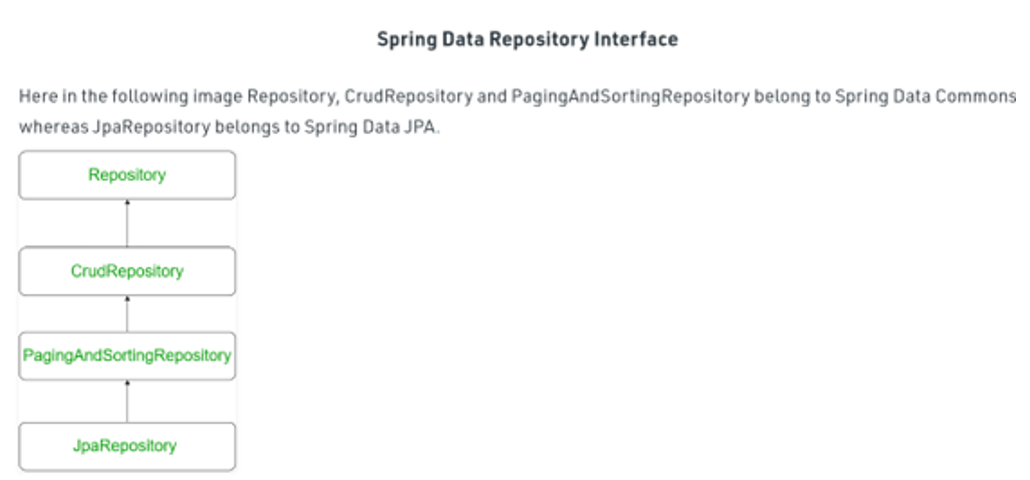 Spring Data Repository Interface
Here in the following image Repository, CrudRepository and PagingAndSortingRepository belong to Spring Data Commons
whereas JpaRepository belongs to Spring Data JPA.
Repository
CrudRepository
PagingAndSortingRepository
JpaRepository